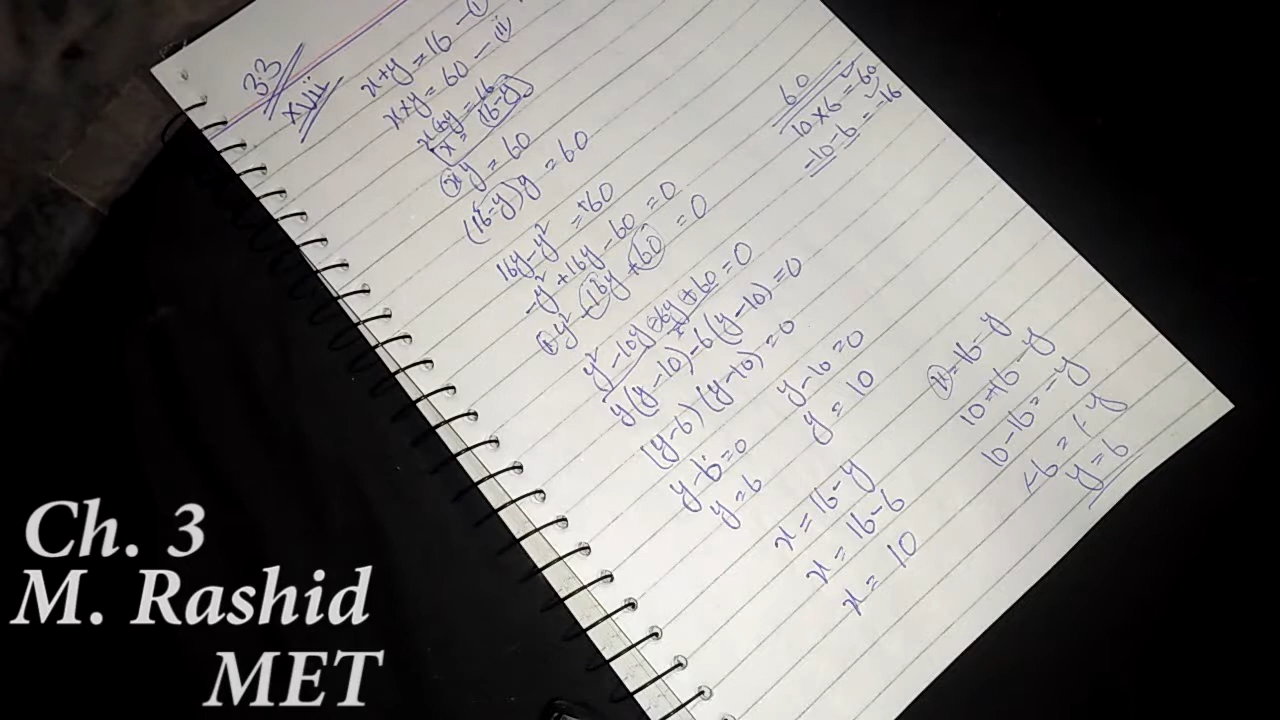 33
xviii
x+y = 16 - (i)
x×y = 60 - (ii)
x+y = 16
x = (16-y)
xy = 60
(16-y)y = 60
16y-y² = 60
-y²+16y-60 = 0
y²-16y+60 = 0
y²-10y-6y+60 = 0
y(y-10)-6(y-10) = 0
(y-6)(y-10) = 0
y-6=0 y-10=0
y=6 y = 10
x = 16-y
x = 16-6
x = 10
60
10×6 = 60
-10-6 = -16
x = 16-y
10 = 16-y
10-16 = -y
-6 = -y
y = 6
Ch. 3
M. Rashid
MET